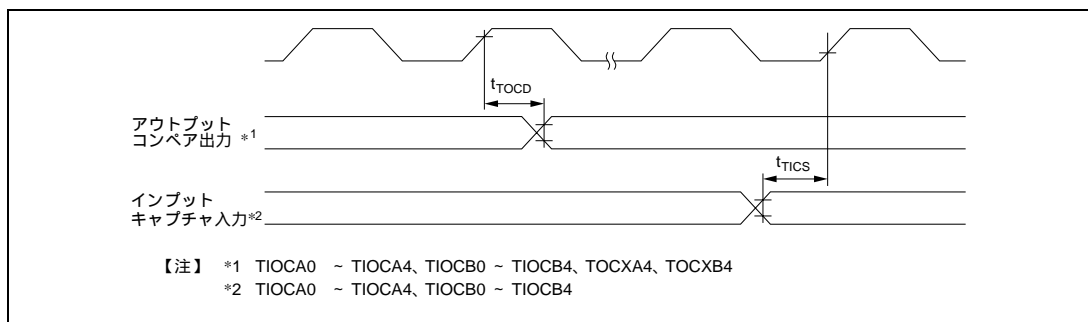 tTOCD
アウトプット
コンペア出力 *1
tTICS
インプット
キャプチャ入力*2
【注】 *1 TIOCA0 ~ TIOCA4、TIOCB0 ~ TIOCB4、TOCXA4、TOCXB4
*2 TIOCA0 ~ TIOCA4、TIOCB0 ~ TIOCB4